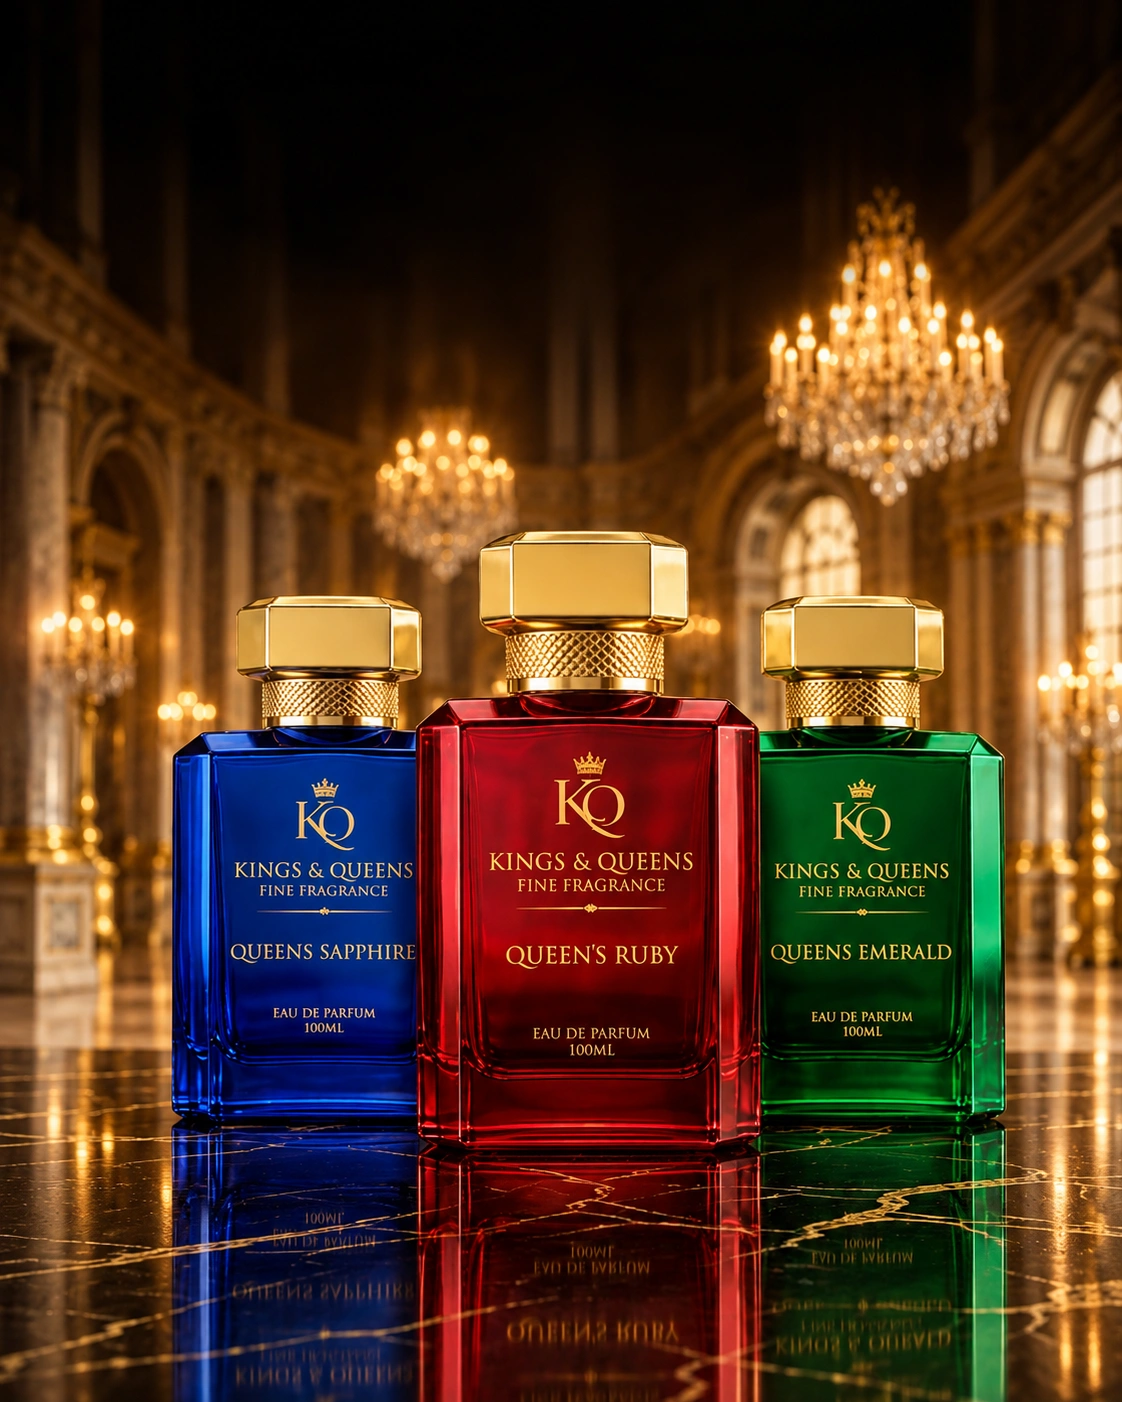 KQ
KINGS & QUEENS
FINE FRAGRANCE
QUEENS SAPPHIRE
EAU DE PARFUM
100ML
KQ
KINGS & QUEENS
FINE FRAGRANCE
QUEEN'S RUBY
EAU DE PARFUM
100ML
KQ
KINGS & QUEENS
FINE FRAGRANCE
QUEENS EMERALD
EAU DE PARFUM
100ML